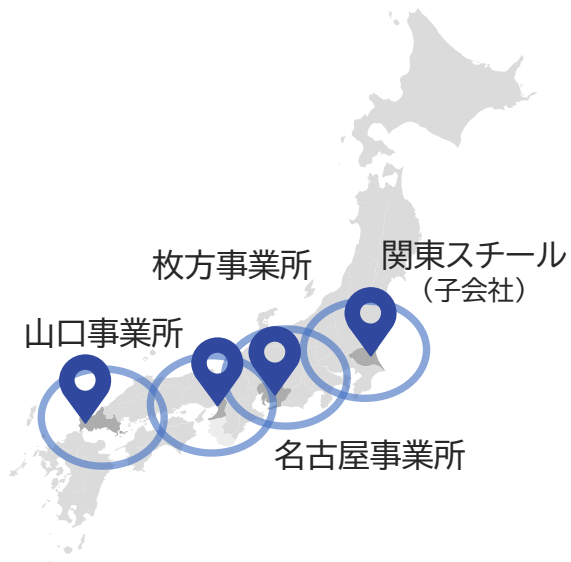 枚方事業所
関東スチール
（子会社）
山口事業所
名古屋事業所